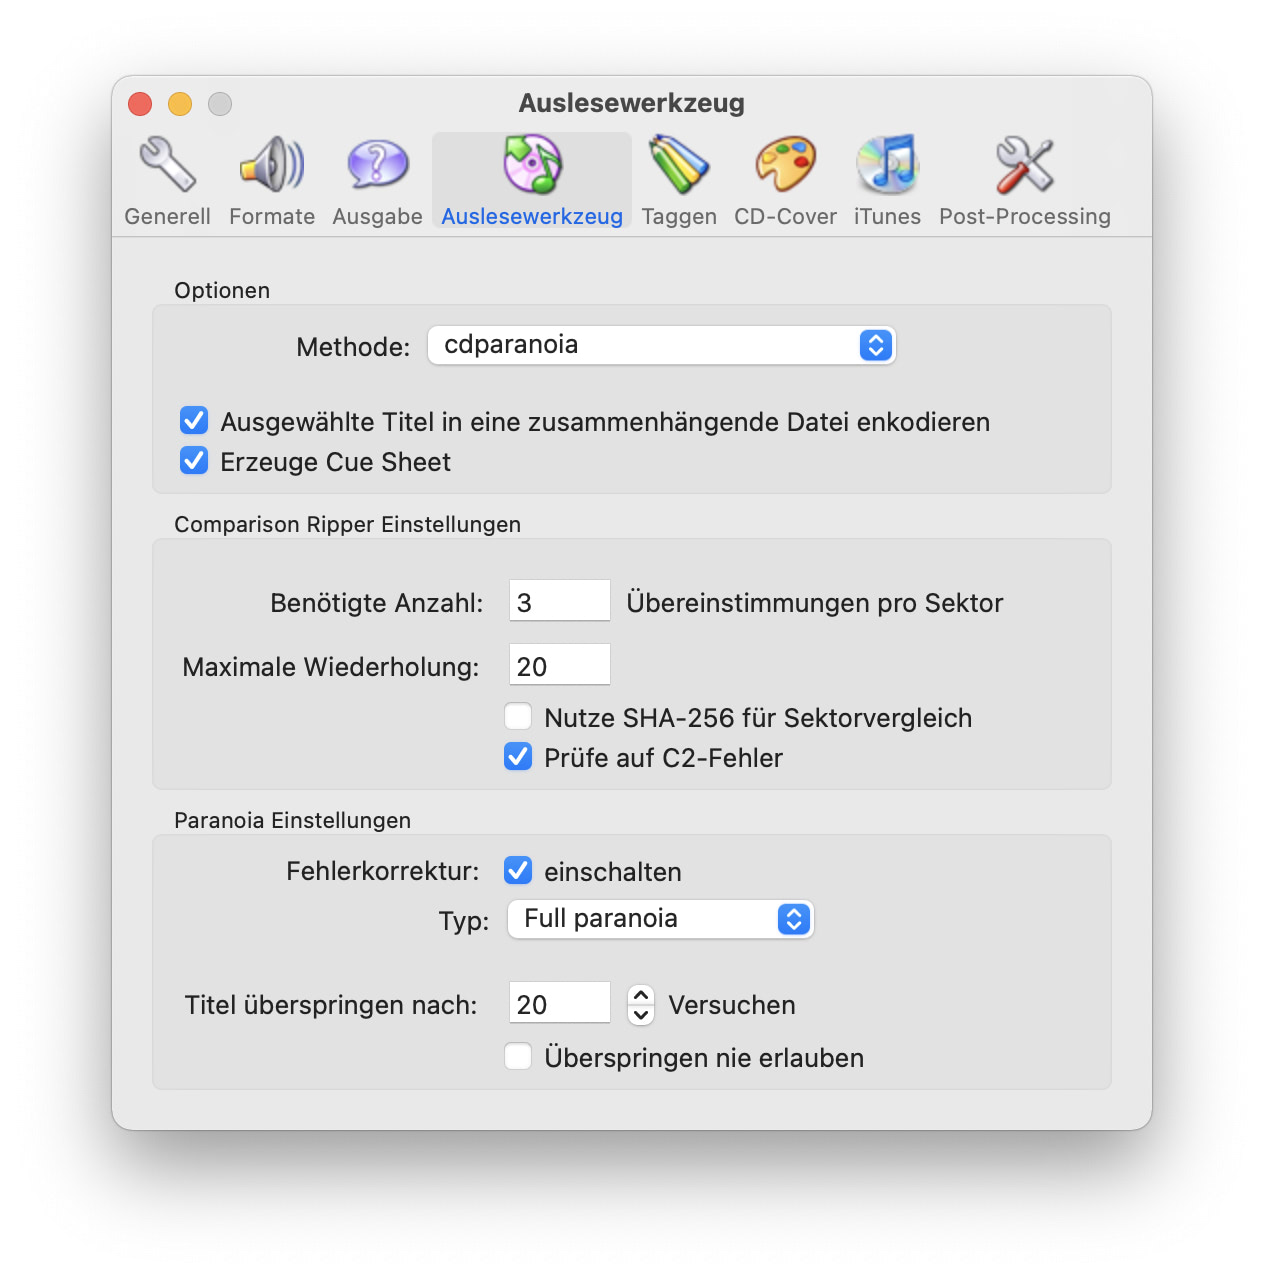 Auslesewerkzeug
Generell Formate Ausgabe Auslesewerkzeug Taggen CD-Cover iTunes Post-Processing
Optionen
Methode: cdparanoia
Ausgewählte Titel in eine zusammenhängende Datei enkodieren
Erzeuge Cue Sheet
Comparison Ripper Einstellungen
Benötigte Anzahl: 3 Übereinstimmungen pro Sektor
Maximale Wiederholung: 20
Nutze SHA-256 für Sektorvergleich
Prüfe auf C2-Fehler
Paranoia Einstellungen
Fehlerkorrektur: einschalten
Typ: Full paranoia
Titel überspringen nach: 20 Versuchen
Überspringen nie erlauben